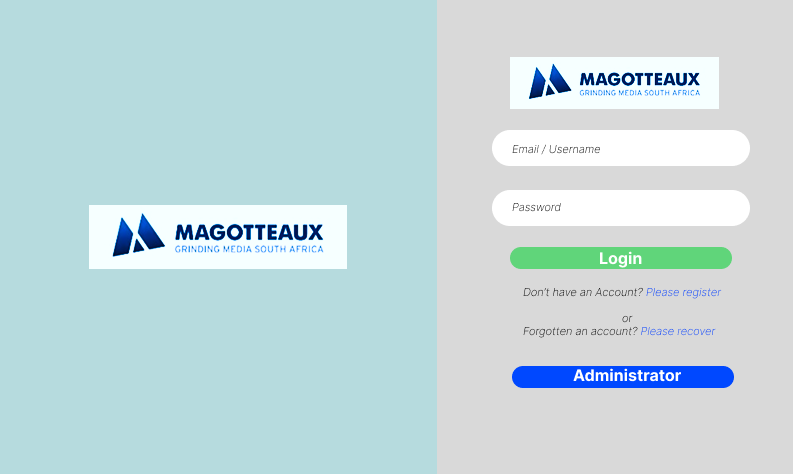 MAGOTTEAUX
GRINDING MEDIA SOUTH AFRICA
MAGOTTEAUX
GRINDING MEDIA SOUTH AFRICA
Email / Username
Password
Login
Don't have an Account? Please register
or
Forgotten an account? Please recover
Administrator